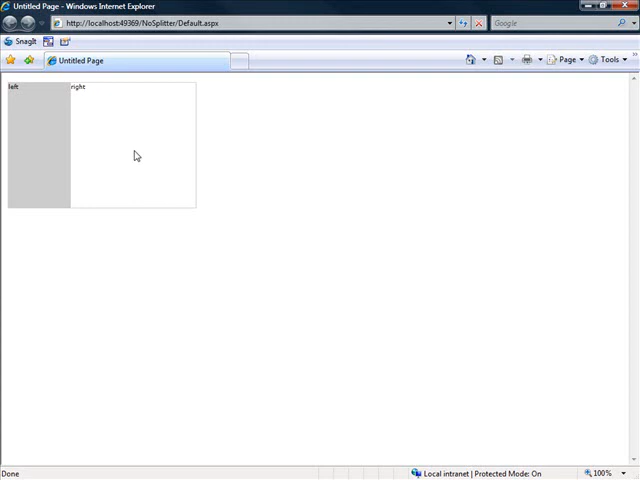 Untitled Page - Windows Internet Explorer
http://localhost:49369/NoSplitter/Default.aspx
Google
SnagIt
Untitled Page
Page
Tools
left
right
Done
Local intranet | Protected Mode: On
100%